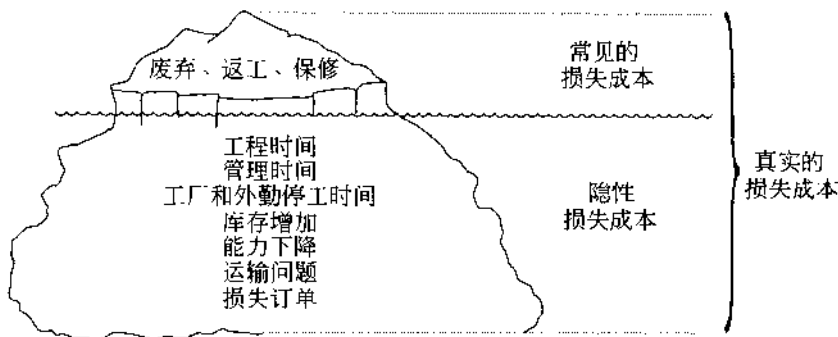 废弃、返工、保修
常见的
损失成本
工程时间
管理时间
工厂和外勤停工时间
库存增加
能力下降
运输问题
损失订单
隐性
损失成本
真实的
损失成本